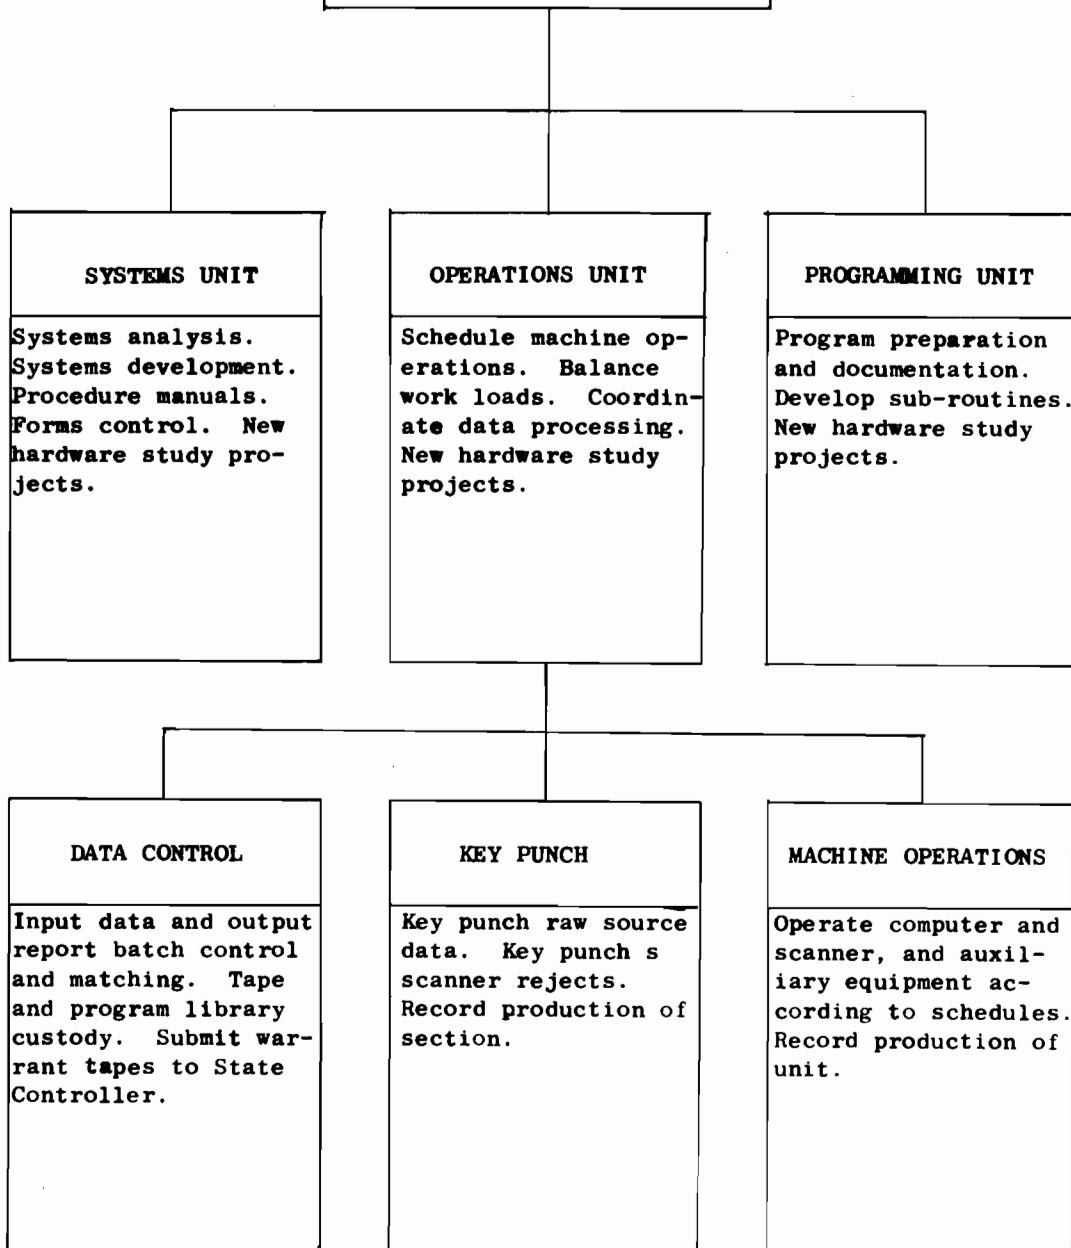 SYSTEMS UNIT
Systems analysis.
Systems development.
Procedure manuals.
Forms control. New
hardware study pro-
jects.
OPERATIONS UNIT
Schedule machine op-
erations. Balance
work loads. Coordin-
ate data processing.
New hardware study
projects.
PROGRAMMING UNIT
Program preparation
and documentation.
Develop sub-routines.
New hardware study
projects.
DATA CONTROL
Input data and output
report batch control
and matching. Tape
and program library
custody. Submit war-
rant tapes to State
Controller.
KEY PUNCH
Key punch raw source
data. Key punch s
scanner rejects.
Record production of
section.
MACHINE OPERATIONS
Operate computer and
scanner, and auxil-
iary equipment ac-
cording to schedules.
Record production of
unit.